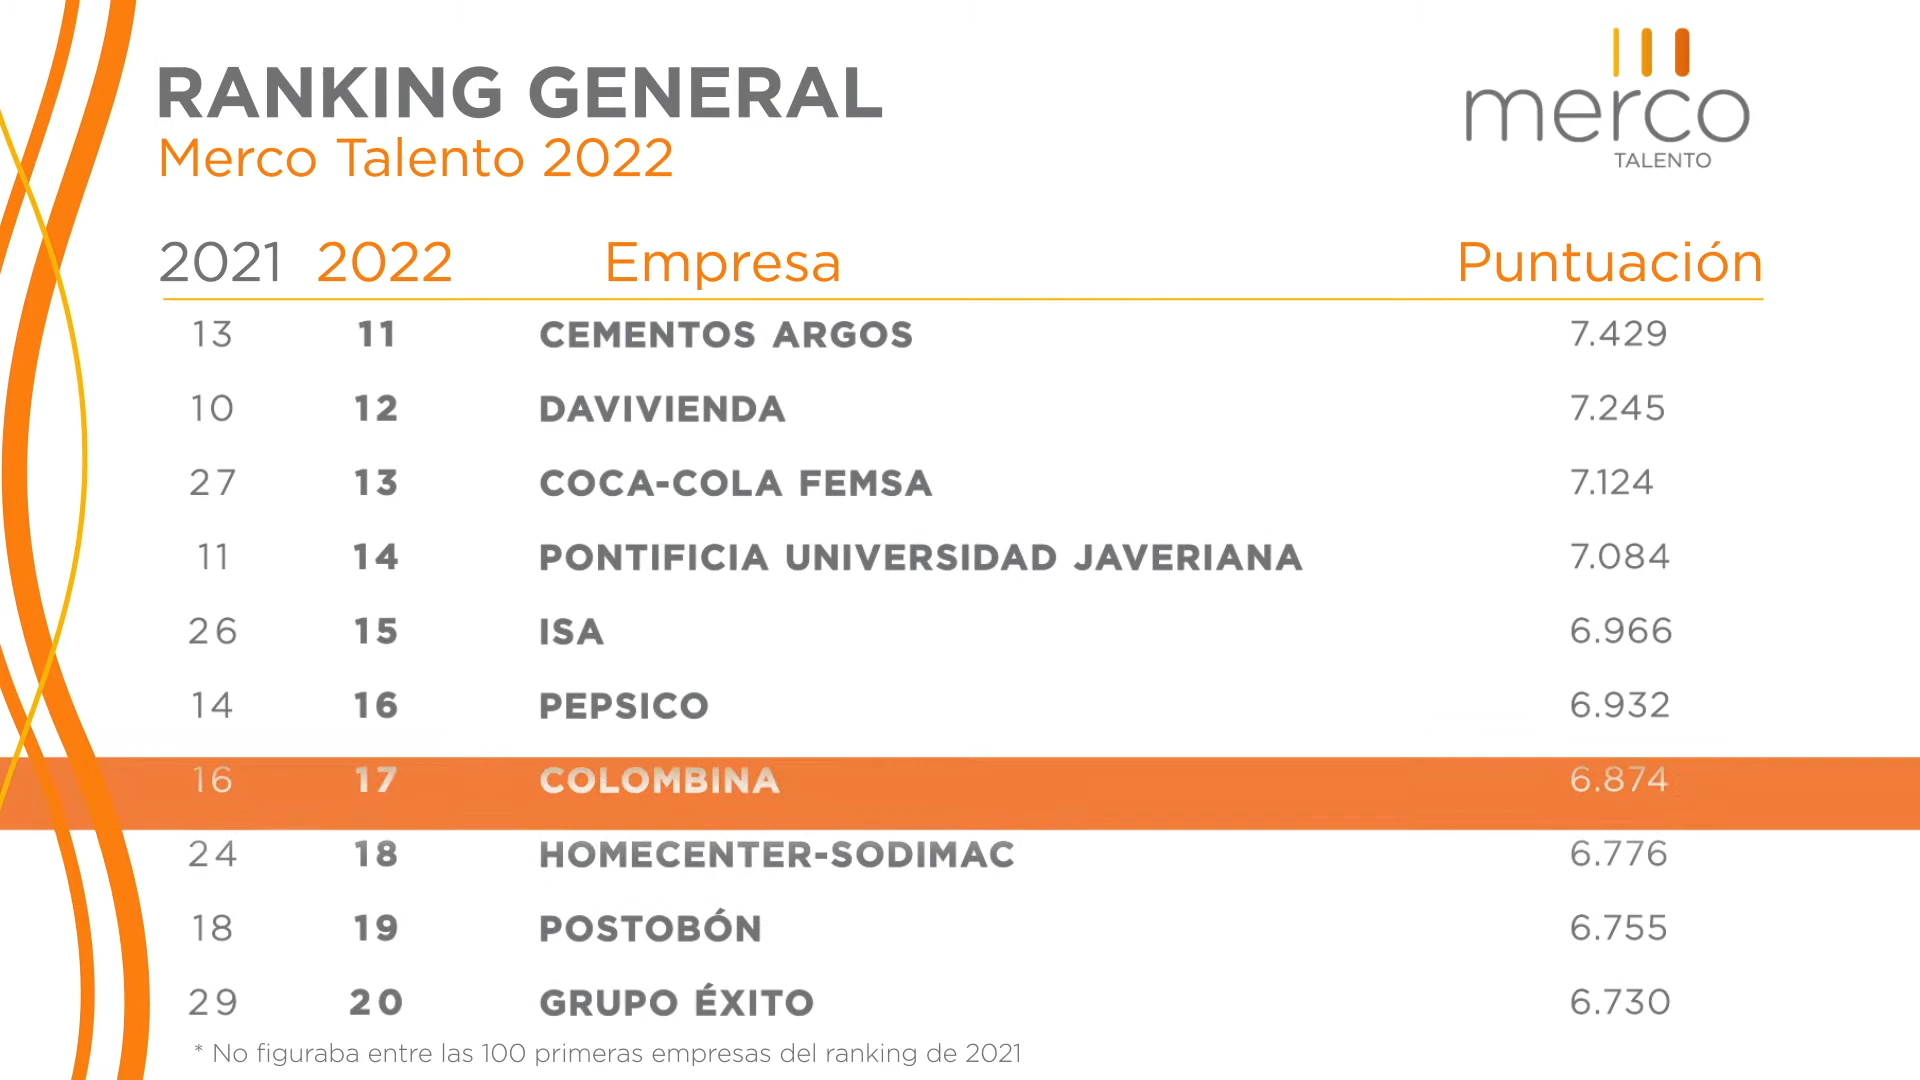 RANKING GENERAL
Merco Talento 2022
merco
TALENTO
2021 2022 Empresa Puntuación
13 11 CEMENTOS ARGOS 7.429
10 12 DAVIVIENDA 7.245
27 13 COCA-COLA FEMSA 7.124
11 14 PONTIFICIA UNIVERSIDAD JAVERIANA 7.084
26 15 ISA 6.966
14 16 PEPSICO 6.932
16 17 COLOMBINA 6.874
24 18 HOMECENTER-SODIMAC 6.776
18 19 POSTOBÓN 6.755
29 20 GRUPO ÉXITO 6.730
* No figuraba entre las 100 primeras empresas del ranking de 2021